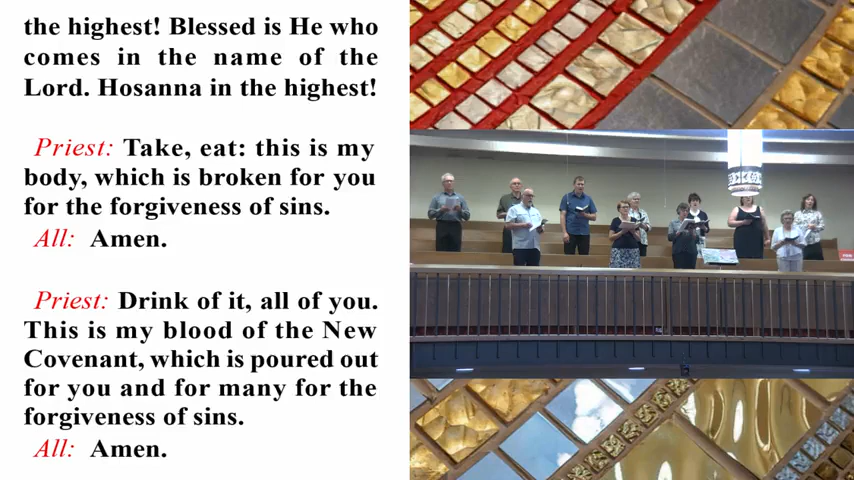 the highest! Blessed is He who
comes in the name of the
Lord. Hosanna in the highest!
Priest: Take, eat: this is my
body, which is broken for you
for the forgiveness of sins.
All: Amen.
Priest: Drink of it, all of you.
This is my blood of the New
Covenant, which is poured out
for you and for many for the
forgiveness of sins.
All: Amen.